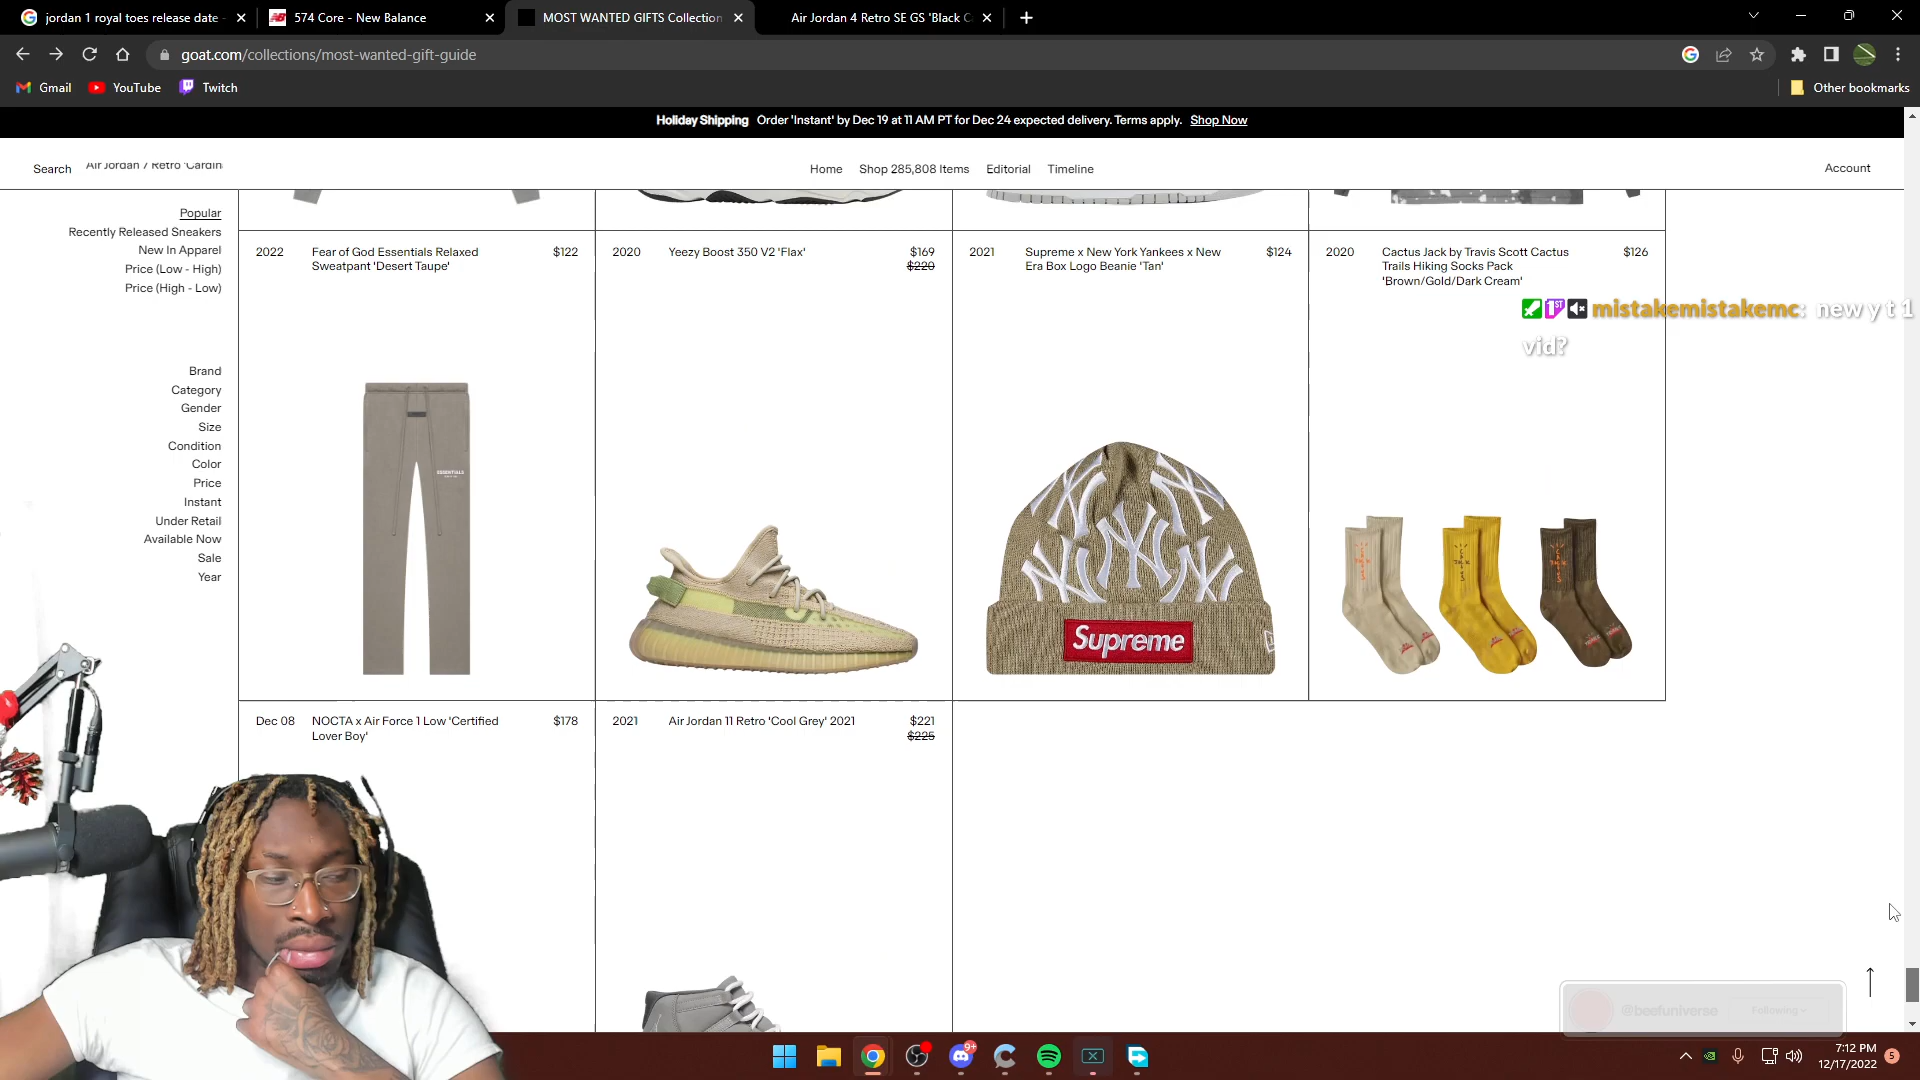 jordan 1 royal toes release date -
574 Core - New Balance
MOST WANTED GIFTS Collection
Air Jordan 4 Retro SE GS 'Black C
goat.com/collections/most-wanted-gift-guide
Gmail
YouTube
Twitch
Other bookmarks
Holiday Shipping Order 'Instant' by Dec 19 at 11 AM PT for Dec 24 expected delivery. Terms apply. Shop Now
Search
Air Jordan 7 Retro 'Cardin
Home
Shop 285,808 Items
Editorial
Timeline
Account
Popular
Recently Released Sneakers
New In Apparel
Price (Low - High)
Price (High - Low)
Brand
Category
Gender
Size
Condition
Color
Price
Instant
Under Retail
Available Now
Sale
Year
2022
Fear of God Essentials Relaxed
Sweatpant 'Desert Taupe'
$122
ESSENTIALS
2020
Yeezy Boost 350 V2 'Flax'
$169
$220
2021
Supreme x New York Yankees x New
Era Box Logo Beanie 'Tan'
$124
Supreme
2020
Cactus Jack by Travis Scott Cactus
Trails Hiking Socks Pack
'Brown/Gold/Dark Cream'
$126
mistakemistakemc: new y t 1
vid?
Dec 08
NOCTA x Air Force 1 Low 'Certified
Lover Boy'
$178
2021
Air Jordan 11 Retro 'Cool Grey' 2021
$221
$225
@beefuniverse
Following
9+
7:12 PM
12/17/2022
5